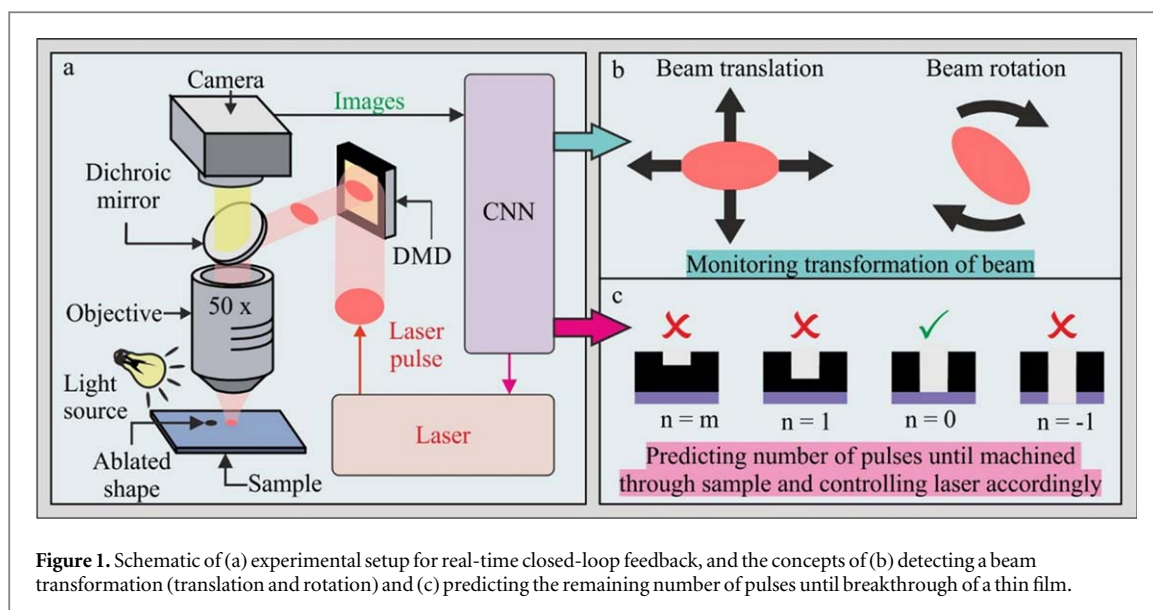 a
Camera
Images
Dichroic
mirror
DMD
CNN
Objective
50 x
Laser
pulse
Light
source
Laser
Ablated
shape
Sample
b
Beam translation
Beam rotation
Monitoring transformation of beam
c
n = m
n = 1
n = 0
n = -1
Predicting number of pulses until machined
through sample and controlling laser accordingly
Figure 1. Schematic of (a) experimental setup for real-time closed-loop feedback, and the concepts of (b) detecting a beam
transformation (translation and rotation) and (c) predicting the remaining number of pulses until breakthrough of a thin film.